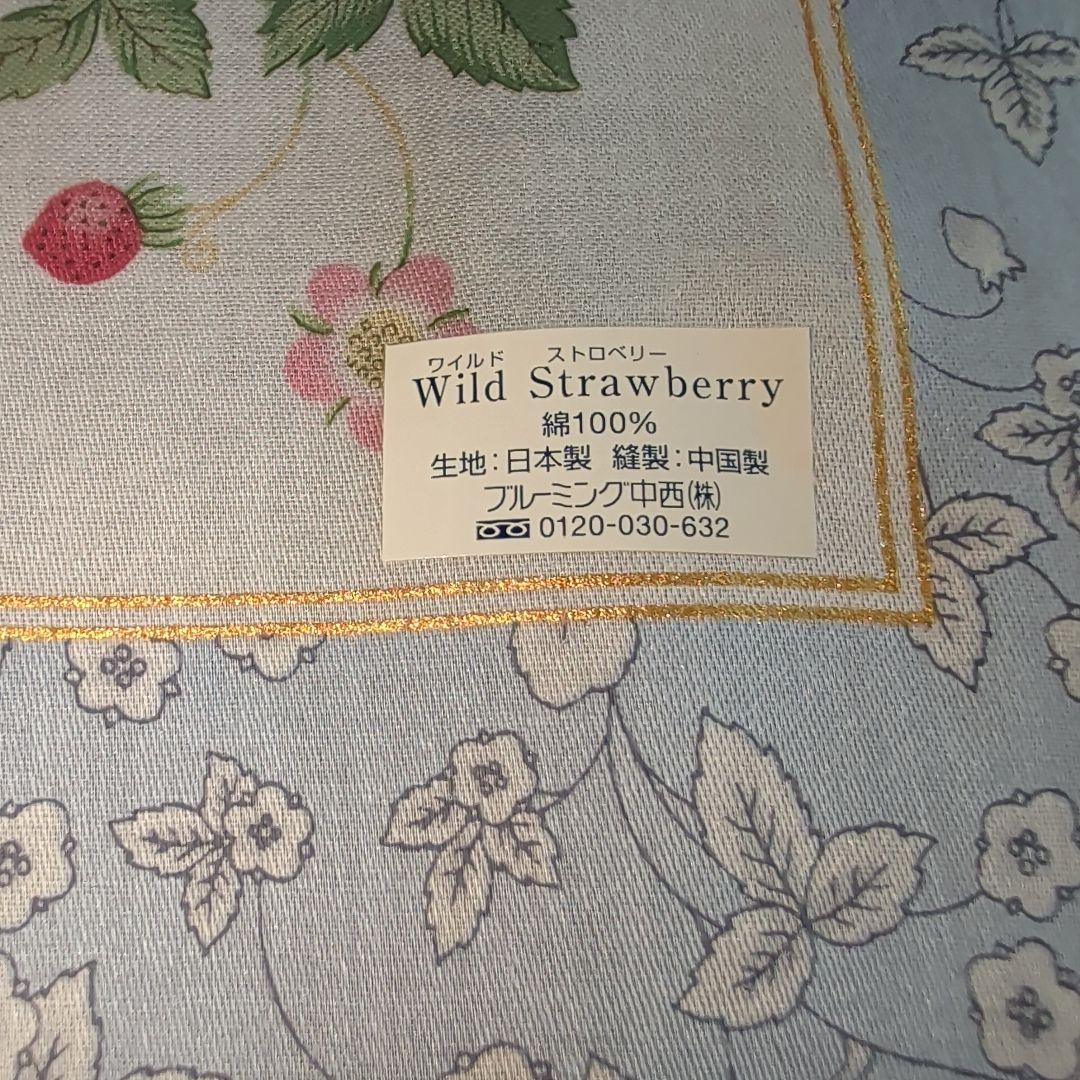 ワイルド ストロベリー
Wild Strawberry
綿100%
生地:日本製 縫製:中国製
ブルーミング中西(株)
0120-030-632